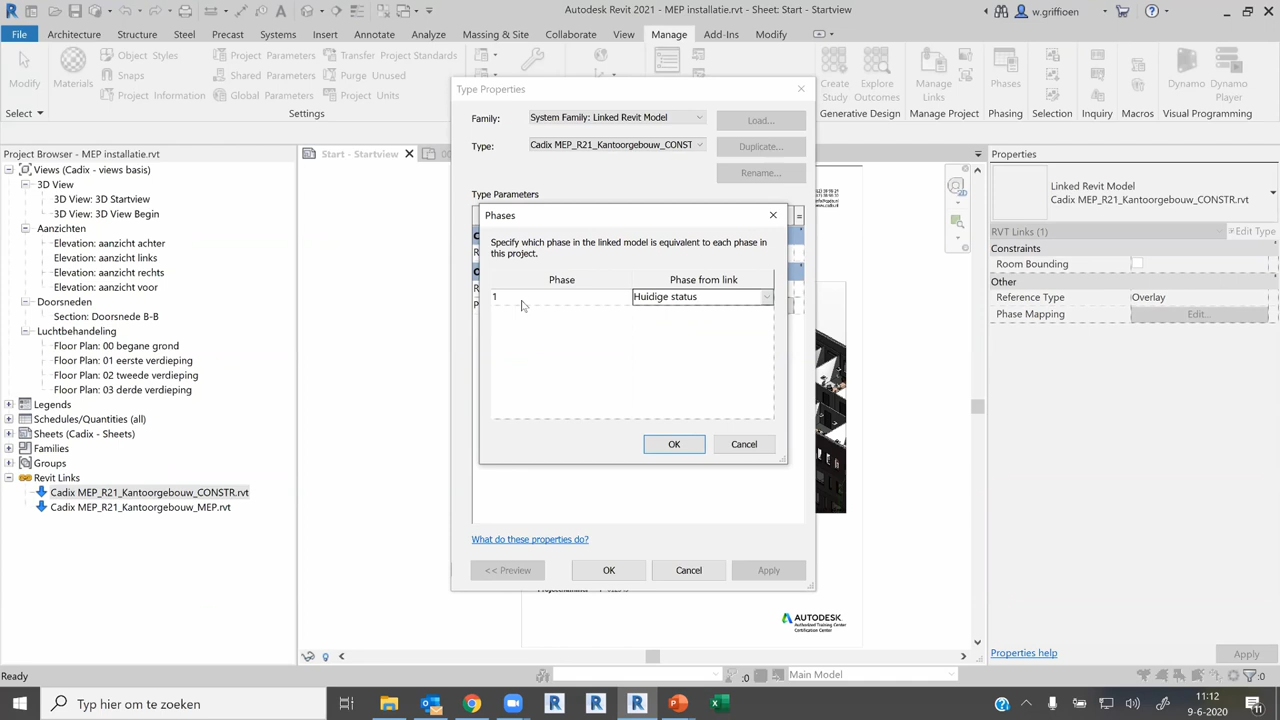 Autodesk Revit 2021 - MEP installatie.rvt - Sheet: Start - Startview
w.griffioen
File Architecture Structure Steel Precast Systems Insert Annotate Analyze Massing & Site Collaborate View Manage Add-Ins Modify
Modify
Materials
Object Styles
Snaps
Project Information
Project Parameters
Shared Parameters
Global Parameters
Transfer Project Standards
Purge Unused
Project Units
Create Study
Explore Outcomes
Manage Links
Phases
Dynamo
Dynamo Player
Select
Settings
Generative Design
Manage Project
Phasing
Selection
Inquiry
Macros
Visual Programming
Project Browser - MEP installatie.rvt
Views (Cadix - views basis)
3D View
3D View: 3D Startview
3D View: 3D View Begin
Aanzichten
Elevation: aanzicht achter
Elevation: aanzicht links
Elevation: aanzicht rechts
Elevation: aanzicht voor
Doorsneden
Section: Doorsnede B-B
Luchtbehandeling
Floor Plan: 00 begane grond
Floor Plan: 01 eerste verdieping
Floor Plan: 02 tweede verdieping
Floor Plan: 03 derde verdieping
Legends
Schedules/Quantities (all)
Sheets (Cadix - Sheets)
Families
Groups
Revit Links
Cadix MEP_R21_Kantoorgebouw_CONSTR.rvt
Cadix MEP_R21_Kantoorgebouw_MEP.rvt
Start - Startview
Type Properties
Family: System Family: Linked Revit Model Load...
Type: Cadix MEP_R21_Kantoorgebouw_CONST Duplicate...
Rename...
Type Parameters
=
Phases
Specify which phase in the linked model is equivalent to each phase in
this project.
Phase Phase from link
1 Huidige status
OK Cancel
What do these properties do?
<< Preview OK Cancel Apply
AUTODESK
Authorized Training Center
Certification Center
Properties
Linked Revit Model
Cadix MEP_R21_Kantoorgebouw_CONSTR.rvt
RVT Links (1) Edit Type
Constraints
Room Bounding
Other
Reference Type Overlay
Phase Mapping Edit...
Properties help Apply
Ready
:0
Main Model
Typ hier om te zoeken
11:12
9-6-2020